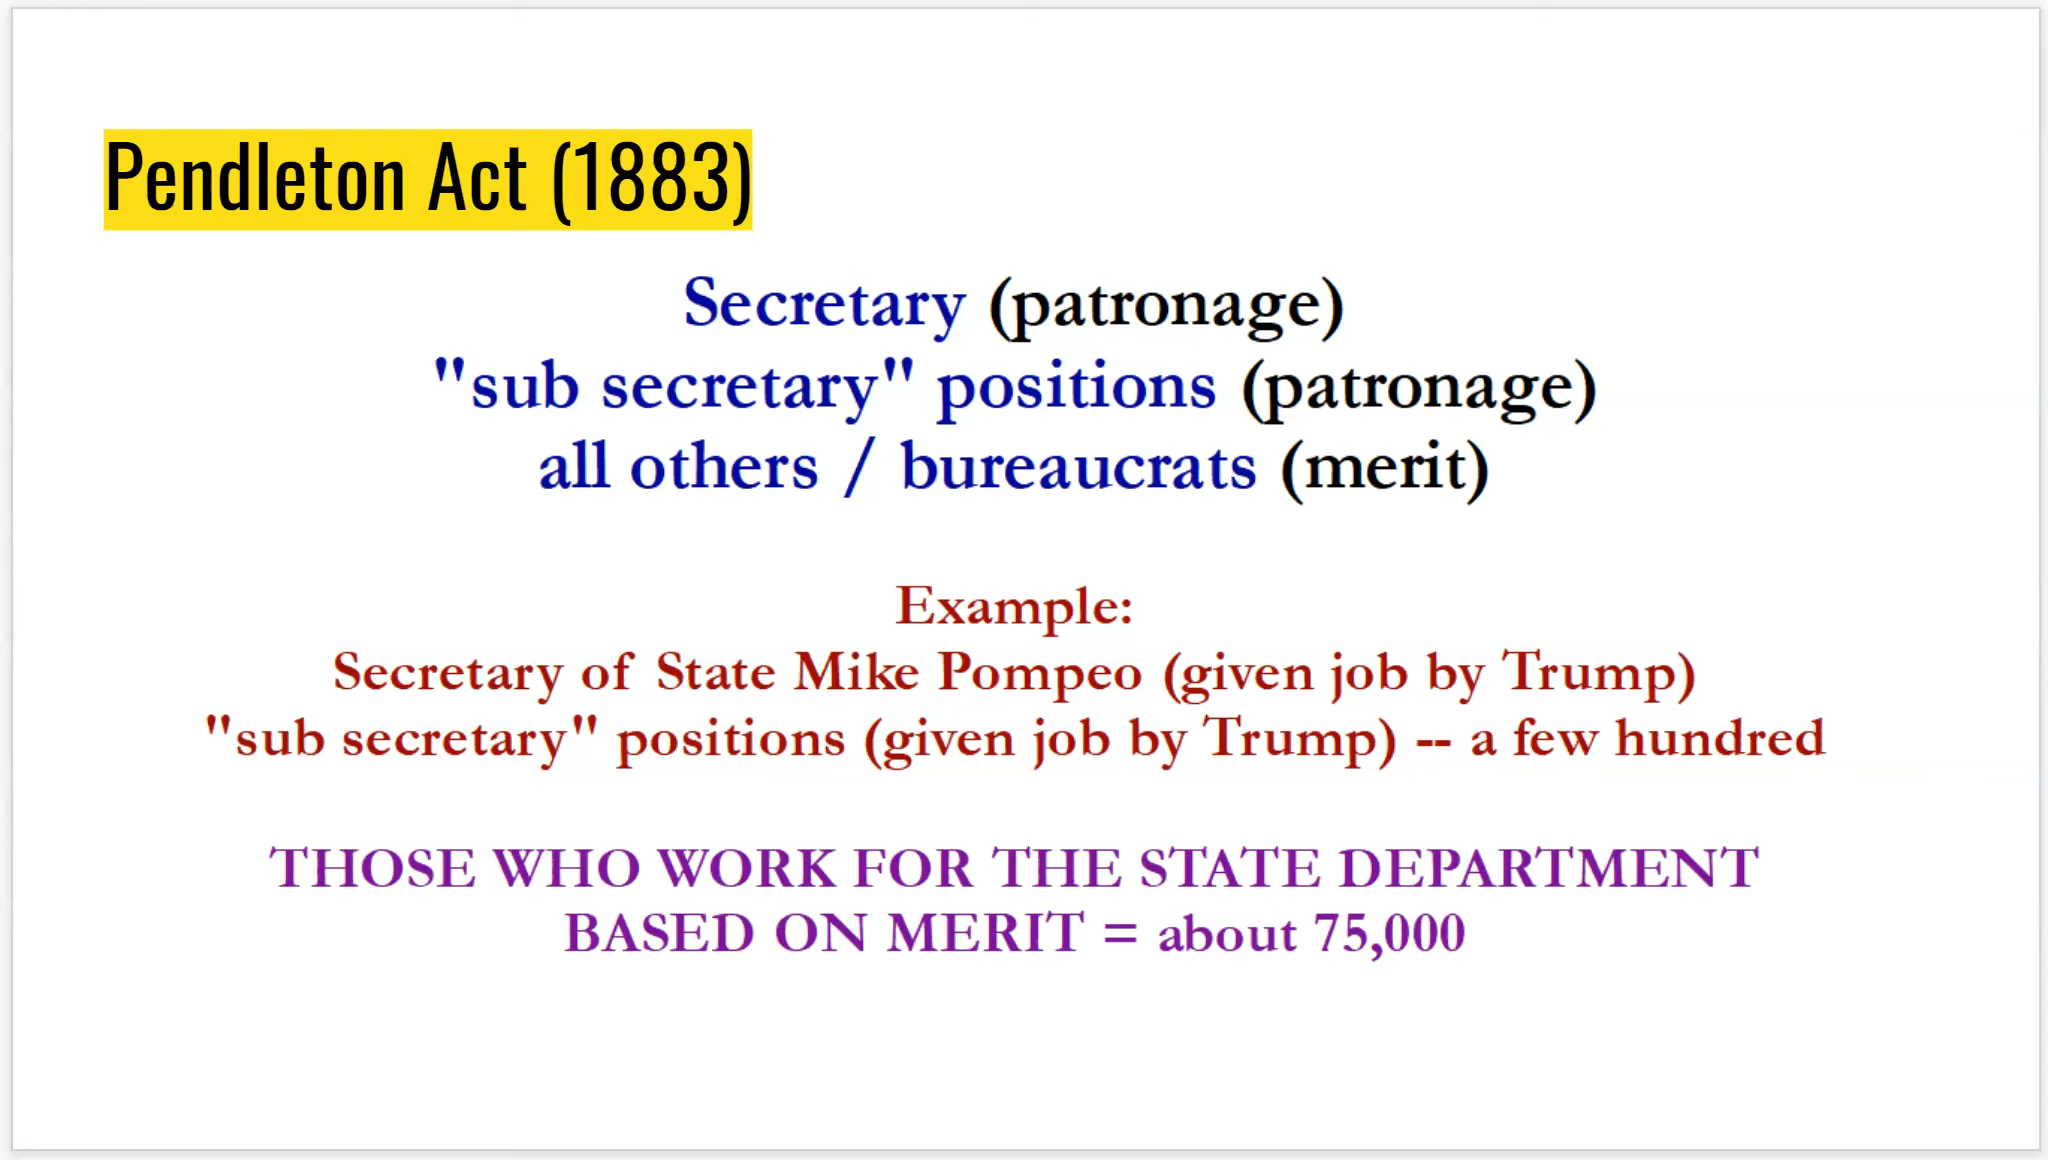 Pendleton Act (1883)
Secretary (patronage)
"sub secretary" positions (patronage)
all others / bureaucrats (merit)
Example:
Secretary of State Mike Pompeo (given job by Trump)
"sub secretary" positions (given job by Trump) -- a few hundred
THOSE WHO WORK FOR THE STATE DEPARTMENT
BASED ON MERIT = about 75,000